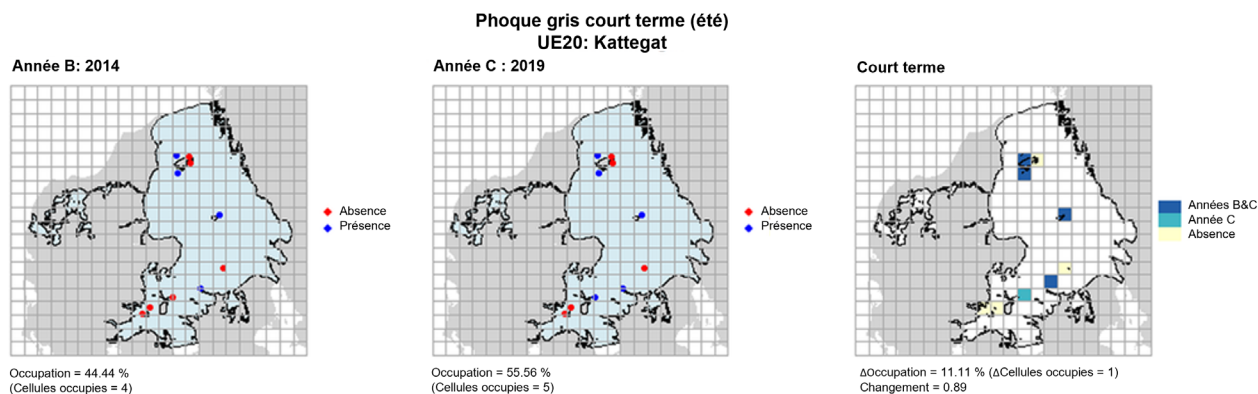 Phoque gris court terme (été)
UE20: Kattegat
Année B: 2014
Absence
Présence
Occupation = 44.44 %
(Cellules occupies = 4)
Année C : 2019
Absence
Présence
Occupation = 55.56 %
(Cellules occupies = 5)
Court terme
Années B&C
Année C
Absence
ΔOccupation = 11.11 % (ΔCellules occupies = 1)
Changement = 0.89